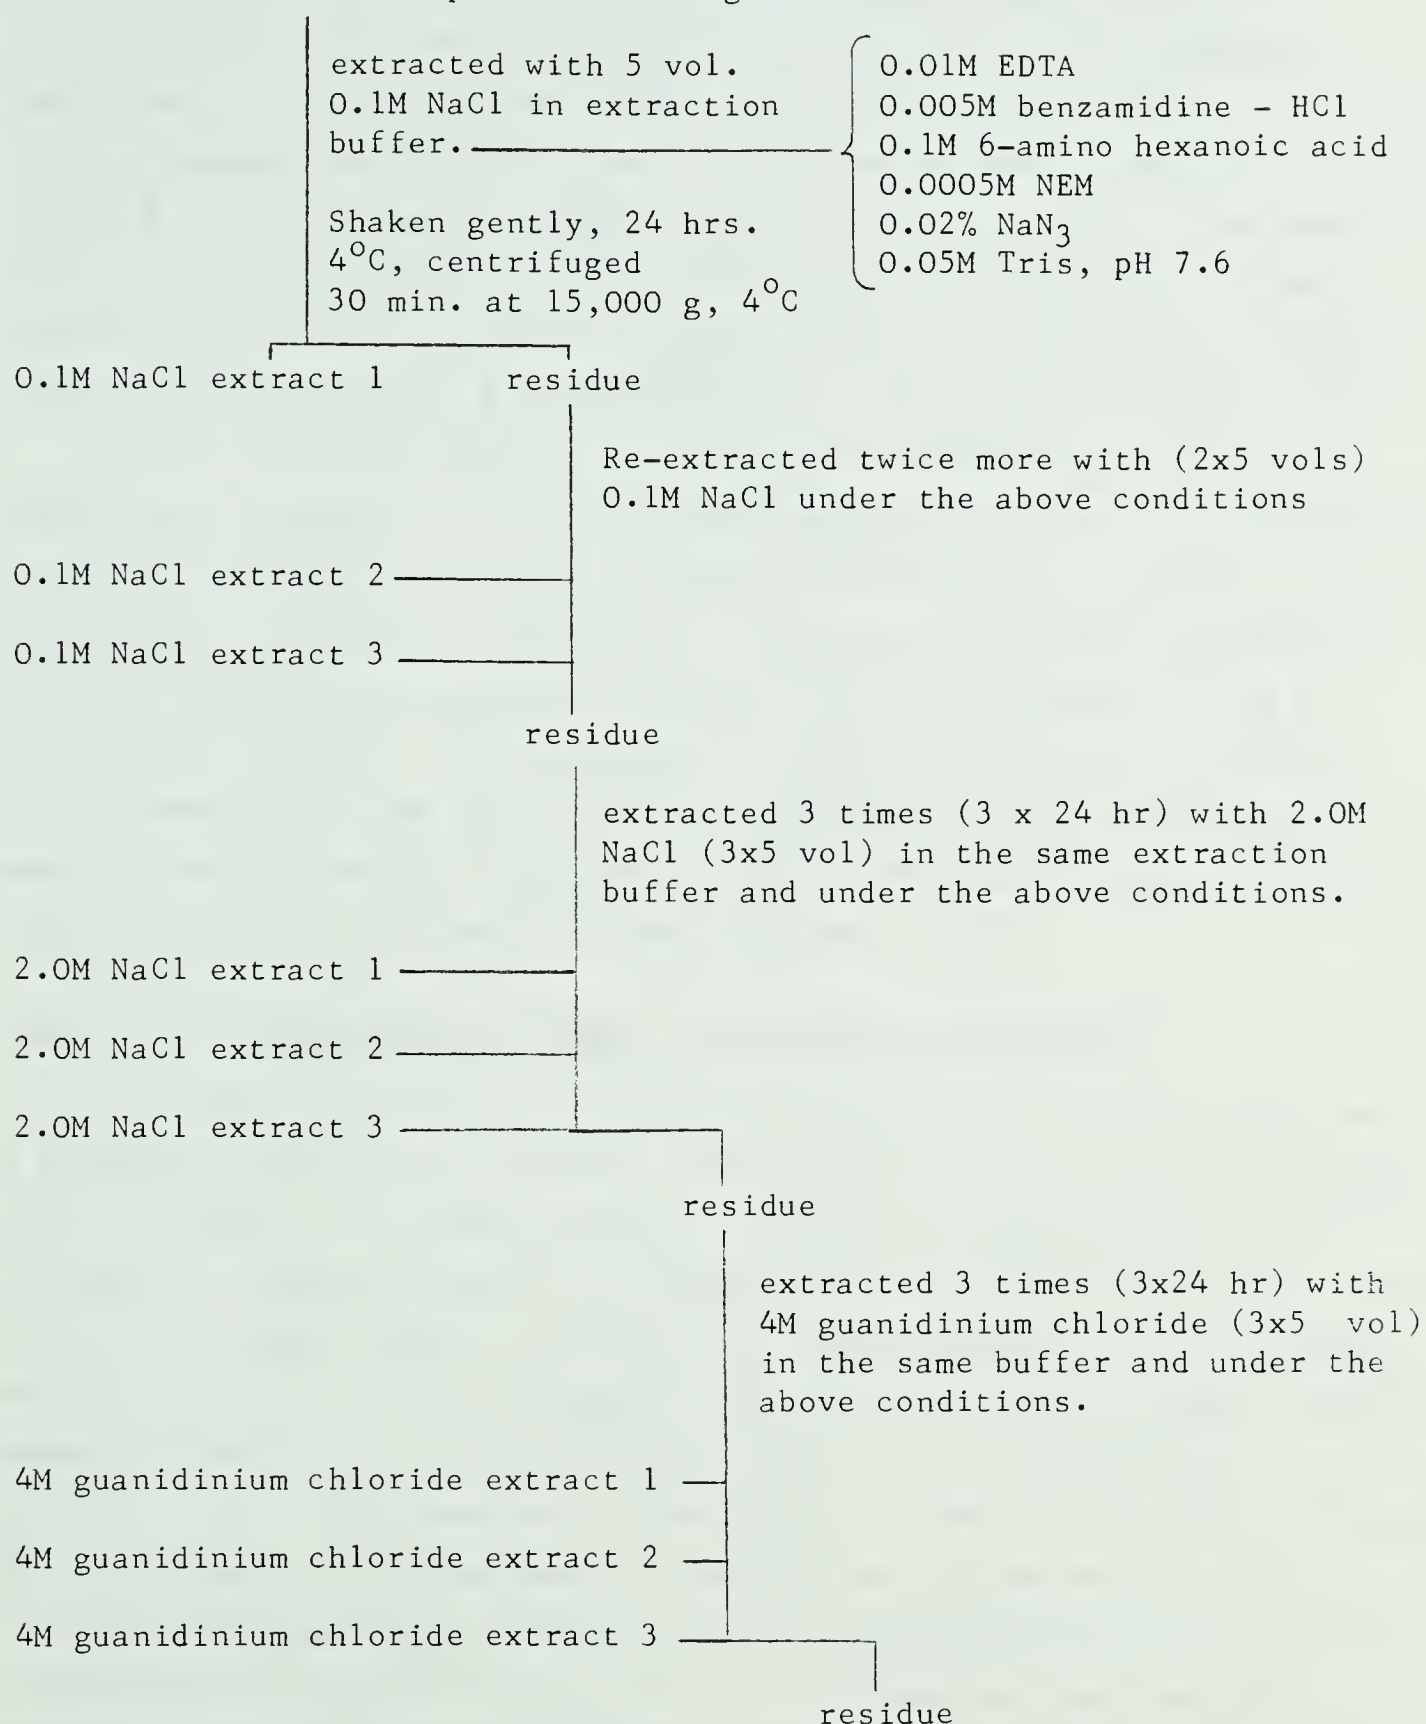 extracted with 5 vol.
0.1M NaCl in extraction
buffer.
0.01M EDTA
0.005M benzamidine - HCl
0.1M 6-amino hexanoic acid
0.0005M NEM
0.02% NaN3
0.05M Tris, pH 7.6
Shaken gently, 24 hrs.
4°C, centrifuged
30 min. at 15,000 g, 4°C
0.1M NaCl extract 1
residue
Re-extracted twice more with (2x5 vols)
0.1M NaCl under the above conditions
0.1M NaCl extract 2
0.1M NaCl extract 3
residue
extracted 3 times (3 x 24 hr) with 2.0M
NaCl (3x5 vol) in the same extraction
buffer and under the above conditions.
2.0M NaCl extract 1
2.0M NaCl extract 2
2.0M NaCl extract 3
residue
extracted 3 times (3x24 hr) with
4M guanidinium chloride (3x5 vol)
in the same buffer and under the
above conditions.
4M guanidinium chloride extract 1
4M guanidinium chloride extract 2
4M guanidinium chloride extract 3
residue